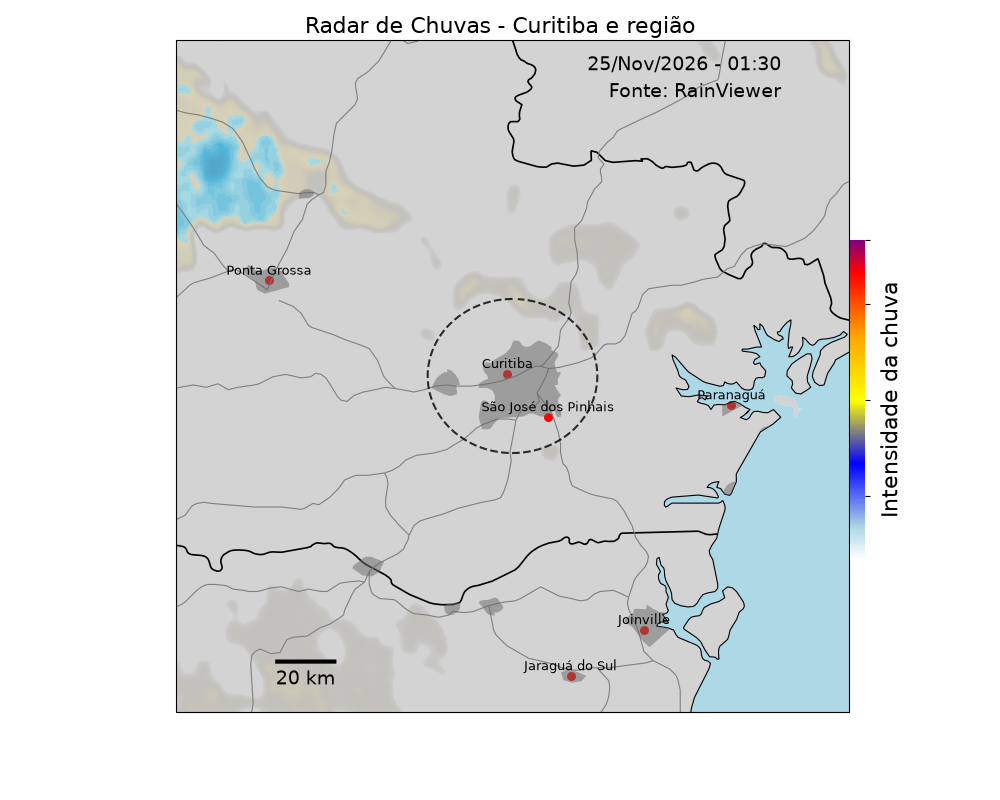 Radar de Chuvas - Curitiba e região
25/Nov/2026 - 01:30
Fonte: RainViewer
Ponta Grossa
Curitiba
São José dos Pinhais
Paranaguá
Intensidade da chuva
Joinville
Jaraguá do Sul
20 km